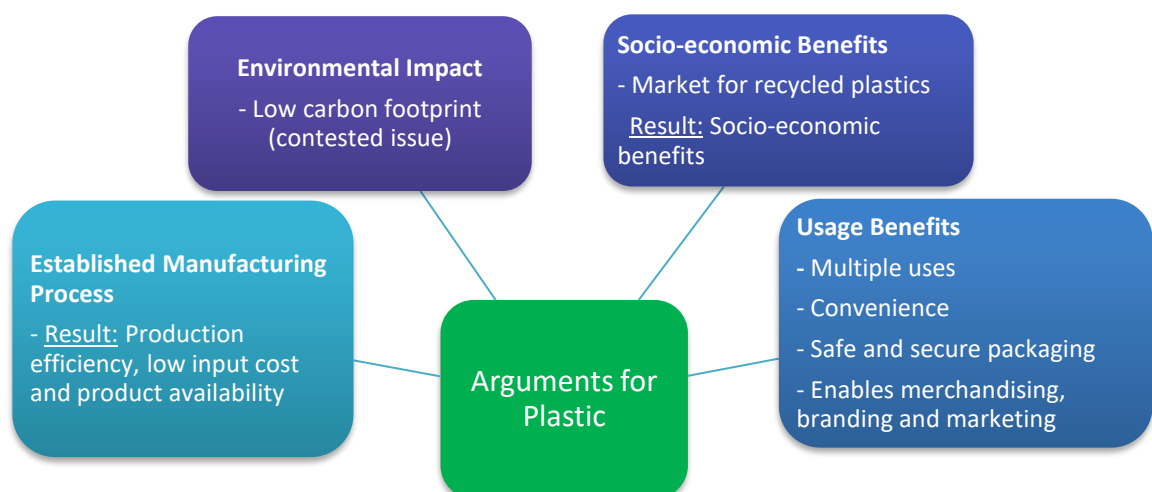 Environmental Impact
- Low carbon footprint
(contested issue)
Socio-economic Benefits
- Market for recycled plastics
Result: Socio-economic
benefits
Established Manufacturing
Process
- Result: Production
efficiency, low input cost
and product availability
Usage Benefits
- Multiple uses
- Convenience
- Safe and secure packaging
- Enables merchandising,
branding and marketing
Arguments for
Plastic